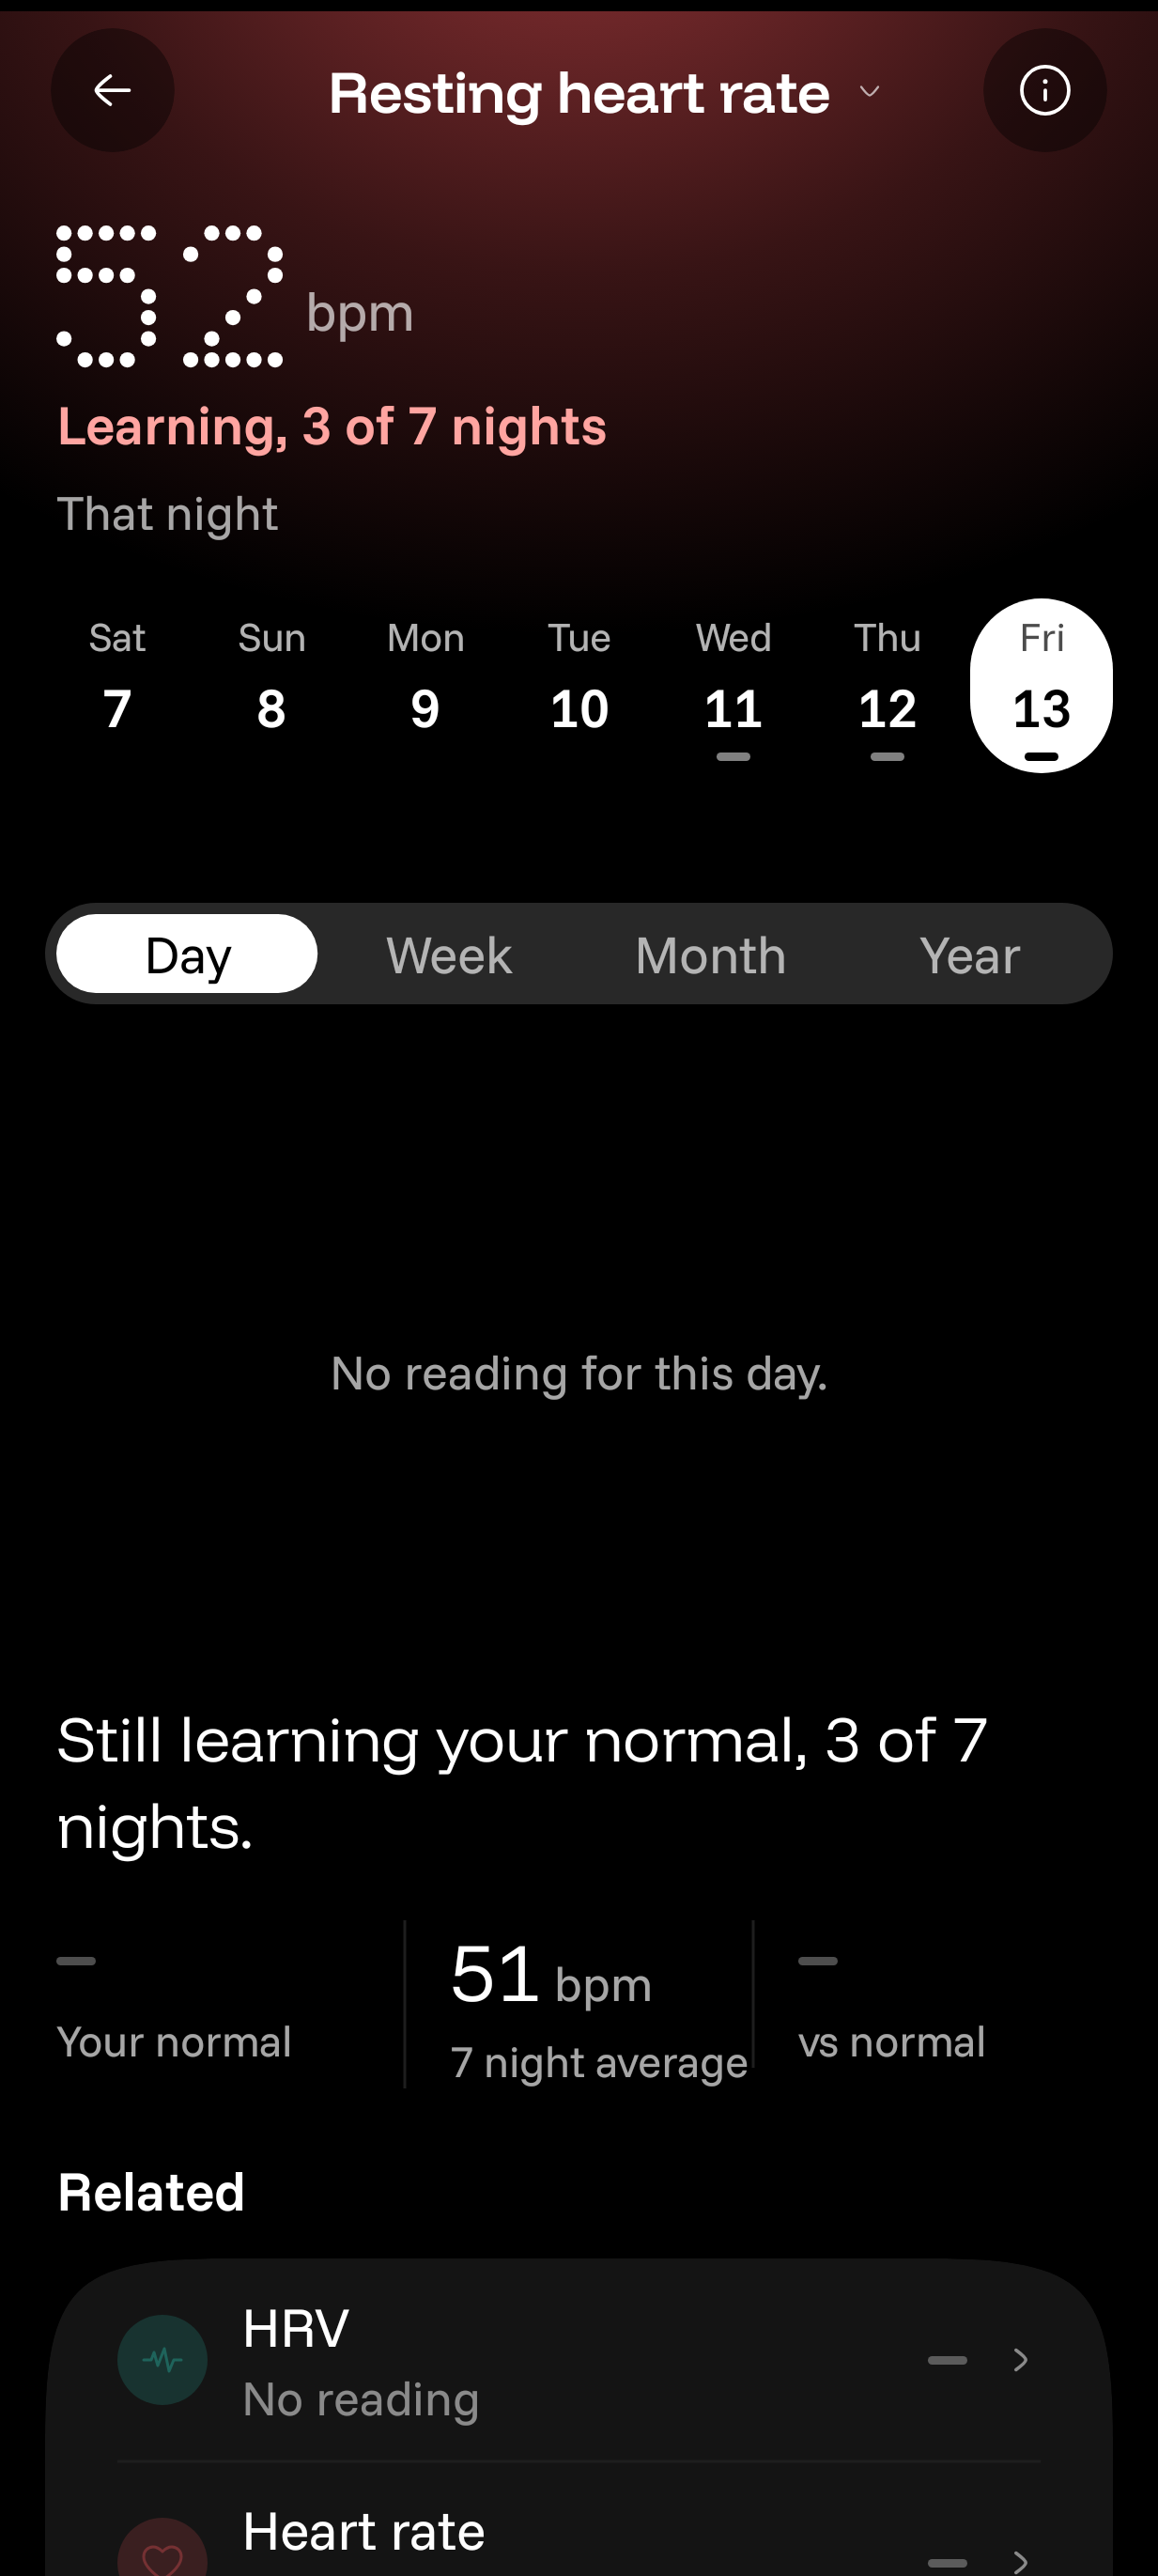 Resting heart rate
52 bpm
Learning, 3 of 7 nights
That night
Sat Sun Mon Tue Wed Thu Fri
7 8 9 10 11 12 13
Day Week Month Year
No reading for this day.
Still learning your normal, 3 of 7
nights.
51 bpm
Your normal 7 night average vs normal
Related
HRV
No reading
Heart rate